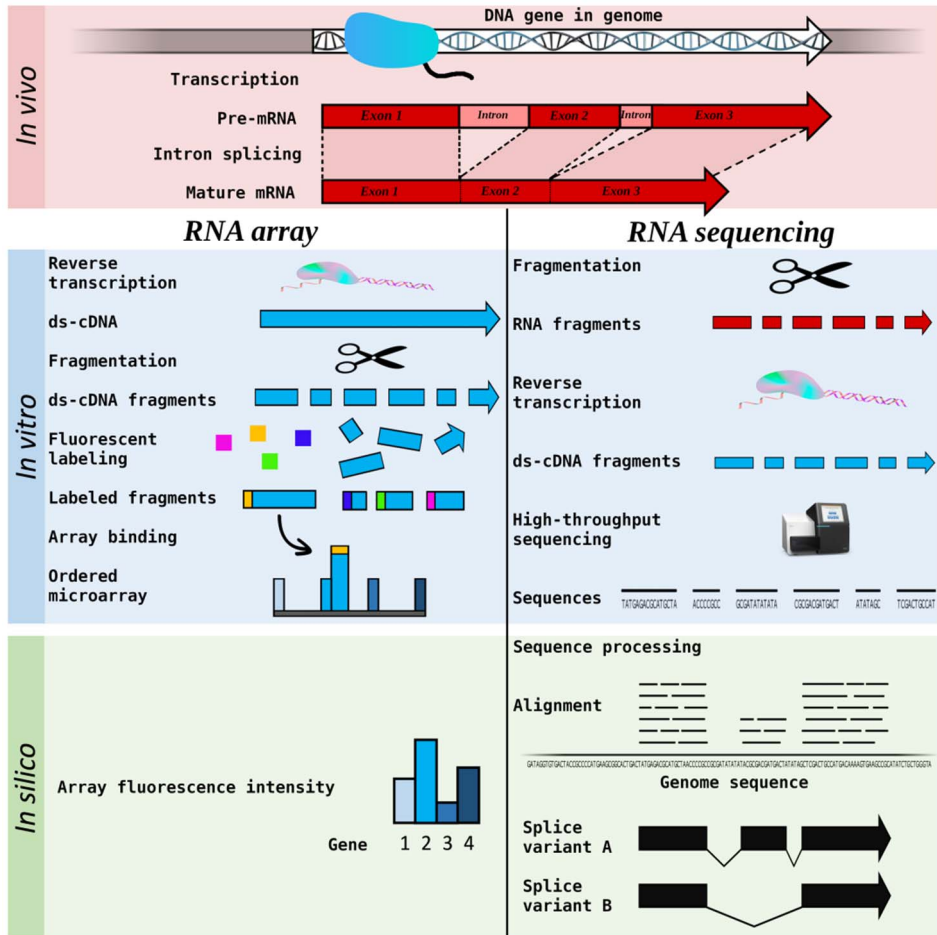 In vivo
DNA gene in genome
Transcription
Pre-mRNA
Exon 1
Intron
Exon 2
Intron
Exon 3
Intron splicing
Mature mRNA
Exon 1
Exon 2
Exon 3
RNA array
RNA sequencing
In vitro
Reverse
transcription
ds-cDNA
Fragmentation
ds-cDNA fragments
Fluorescent
labeling
Labeled fragments
Array binding
Ordered
microarray
Fragmentation
RNA fragments
Reverse
transcription
ds-cDNA fragments
High-throughput
sequencing
Sequences
TATGAGACGCATGCTA
ACCCCGCC
GCGATATATATA
CGCGACGATGACT
ATATAGC
TCGACTGCCAT
In silico
Array fluorescence intensity
Gene 1 2 3 4
Sequence processing
Alignment
Genome sequence
Splice
variant A
Splice
variant B